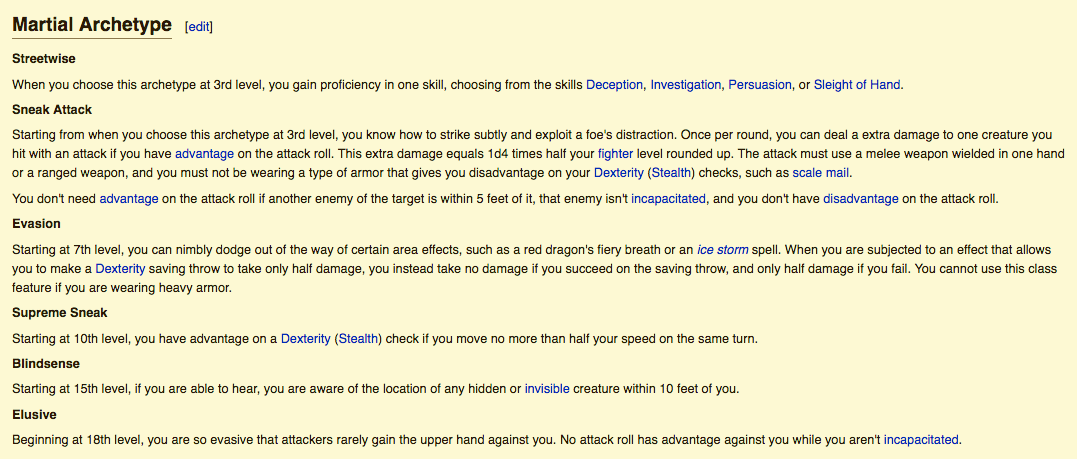 Martial Archetype [edit]
Streetwise
When you choose this archetype at 3rd level, you gain proficiency in one skill, choosing from the skills Deception, Investigation, Persuasion, or Sleight of Hand.
Sneak Attack
Starting from when you choose this archetype at 3rd level, you know how to strike subtly and exploit a foe's distraction. Once per round, you can deal a extra damage to one creature you
hit with an attack if you have advantage on the attack roll. This extra damage equals 1d4 times half your fighter level rounded up. The attack must use a melee weapon wielded in one hand
or a ranged weapon, and you must not be wearing a type of armor that gives you disadvantage on your Dexterity (Stealth) checks, such as scale mail.
You don't need advantage on the attack roll if another enemy of the target is within 5 feet of it, that enemy isn't incapacitated, and you don't have disadvantage on the attack roll.
Evasion
Starting at 7th level, you can nimbly dodge out of the way of certain area effects, such as a red dragon's fiery breath or an ice storm spell. When you are subjected to an effect that allows
you to make a Dexterity saving throw to take only half damage, you instead take no damage if you succeed on the saving throw, and only half damage if you fail. You cannot use this class
feature if you are wearing heavy armor.
Supreme Sneak
Starting at 10th level, you have advantage on a Dexterity (Stealth) check if you move no more than half your speed on the same turn.
Blindsense
Starting at 15th level, if you are able to hear, you are aware of the location of any hidden or invisible creature within 10 feet of you.
Elusive
Beginning at 18th level, you are so evasive that attackers rarely gain the upper hand against you. No attack roll has advantage against you while you aren't incapacitated.